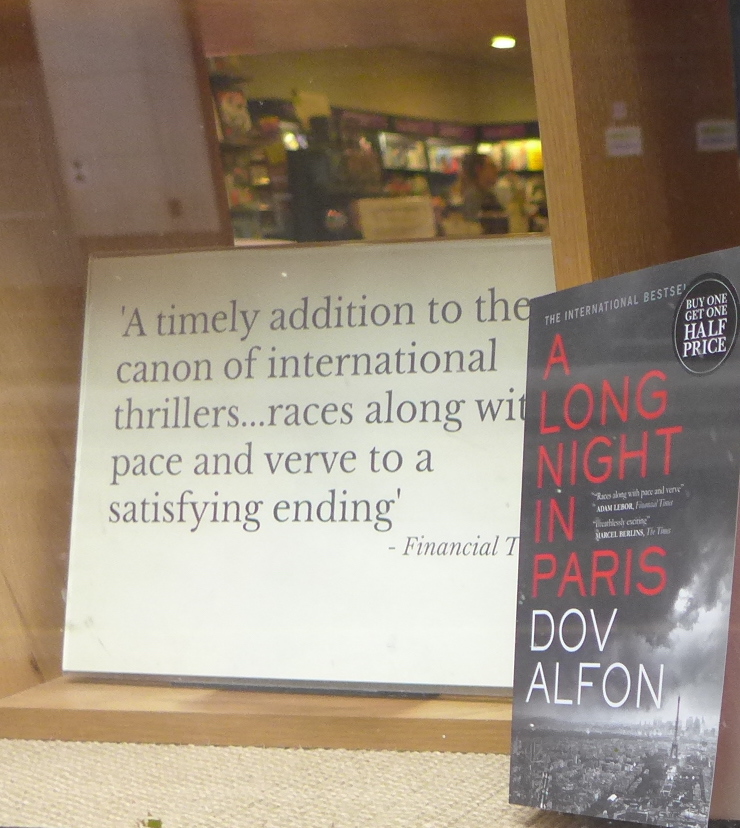 'A timely addition to the
canon of international
thrillers...races along wit
pace and verve to a
satisfying ending'
- Financial T
THE INTERNATIONAL BESTSE
BUY ONE
GET ONE
HALF
PRICE
A
LONG
NIGHT
IN
PARIS
"Races along with pace and verve"
ADAM LEBOR, Financial Times
"Breathlessly exciting"
MARCEL BERLINS, The Times
DOV
ALFON